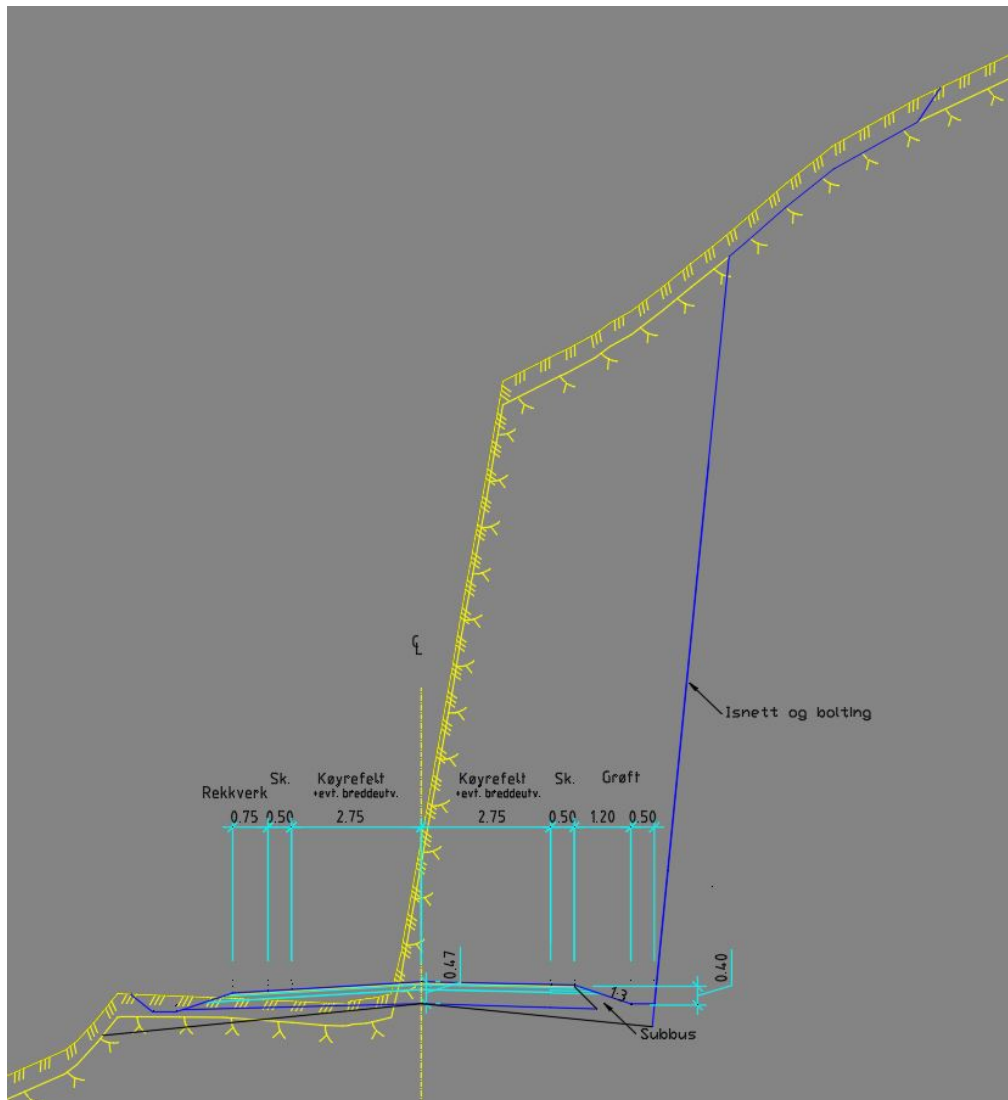 ℄
Isnett og bolting
Rekkverk
Sk.
Køyrefelt
+evt. breddeutv.
Køyrefelt
+evt. breddeutv.
Sk.
Grøft
0.75
0.50
2.75
2.75
0.50
1.20
0.50
0.47
0.40
1:3
Subbus